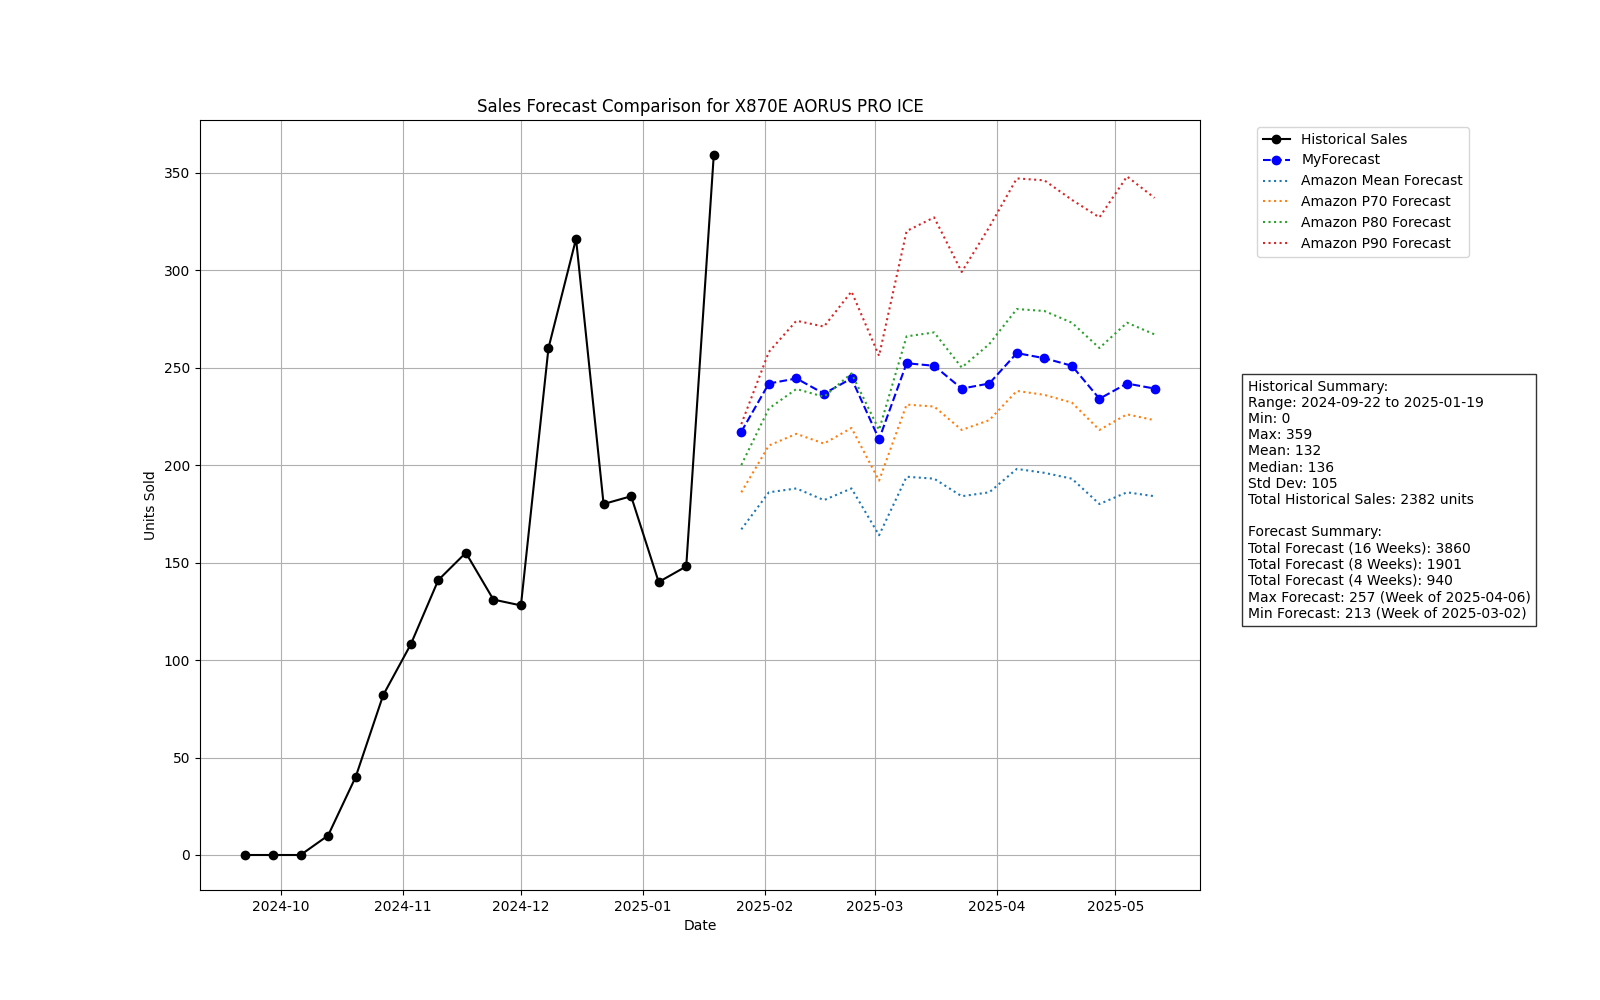 Sales Forecast Comparison for X870E AORUS PRO ICE
Historical Sales
MyForecast
Amazon Mean Forecast
Amazon P70 Forecast
Amazon P80 Forecast
Amazon P90 Forecast
350
300
250
200
150
100
50
0
Units Sold
2024-10
2024-11
2024-12
2025-01
2025-02
2025-03
2025-04
2025-05
Date
Historical Summary:
Range: 2024-09-22 to 2025-01-19
Min: 0
Max: 359
Mean: 132
Median: 136
Std Dev: 105
Total Historical Sales: 2382 units
Forecast Summary:
Total Forecast (16 Weeks): 3860
Total Forecast (8 Weeks): 1901
Total Forecast (4 Weeks): 940
Max Forecast: 257 (Week of 2025-04-06)
Min Forecast: 213 (Week of 2025-03-02)